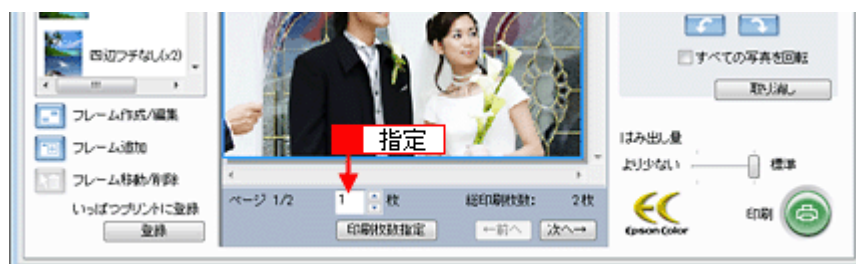 四辺フチなし(x2)
フレーム作成/編集
フレーム追加
フレーム移動/削除
いっぱつプリントに登録
登録
指定
ページ 1/2
1 枚
総印刷枚数: 2枚
印刷枚数指定
←前へ
次へ→
すべての写真を回転
取り消し
はみ出し量
より少ない
標準
Epson Color
印刷